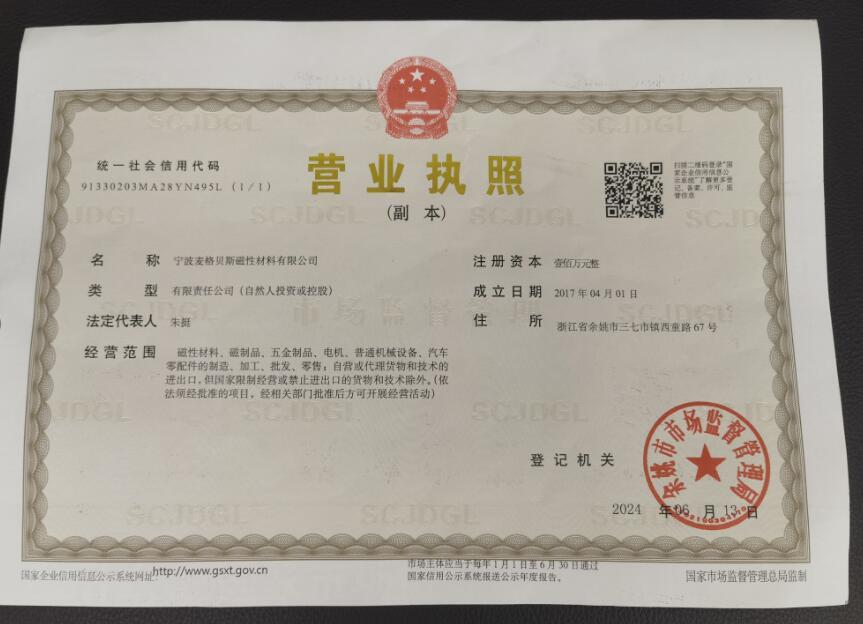 统一社会信用代码
91330203MA28YN495L (1/1)
营业执照
(副 本)
扫描二维码登录“国
家企业信用信息公
示系统”了解更多登
记、备案、许可、监
管信息
名 称 宁波麦格贝斯磁性材料有限公司
类 型 有限责任公司（自然人投资或控股）
法定代表人 朱挺
经营范围 磁性材料、磁制品、五金制品、电机、普通机械设备、汽车
零配件的制造、加工、批发、零售；自营或代理货物和技术的
进出口，但国家限制经营或禁止进出口的货物和技术除外。（依
法须经批准的项目，经相关部门批准后方可开展经营活动）
注册资本 壹佰万元整
成立日期 2017年04月01日
住 所 浙江省余姚市三七市镇西童路67号
登记机关
余姚市市场监督管理局
2024 年 06 月 13 日
国家企业信用信息公示系统网址：http://www.gsxt.gov.cn
市场主体应当于每年1月1日至6月30日通过
国家信用公示系统报送公示年度报告。
国家市场监督管理总局监制
SCJDGL
市场监督管理